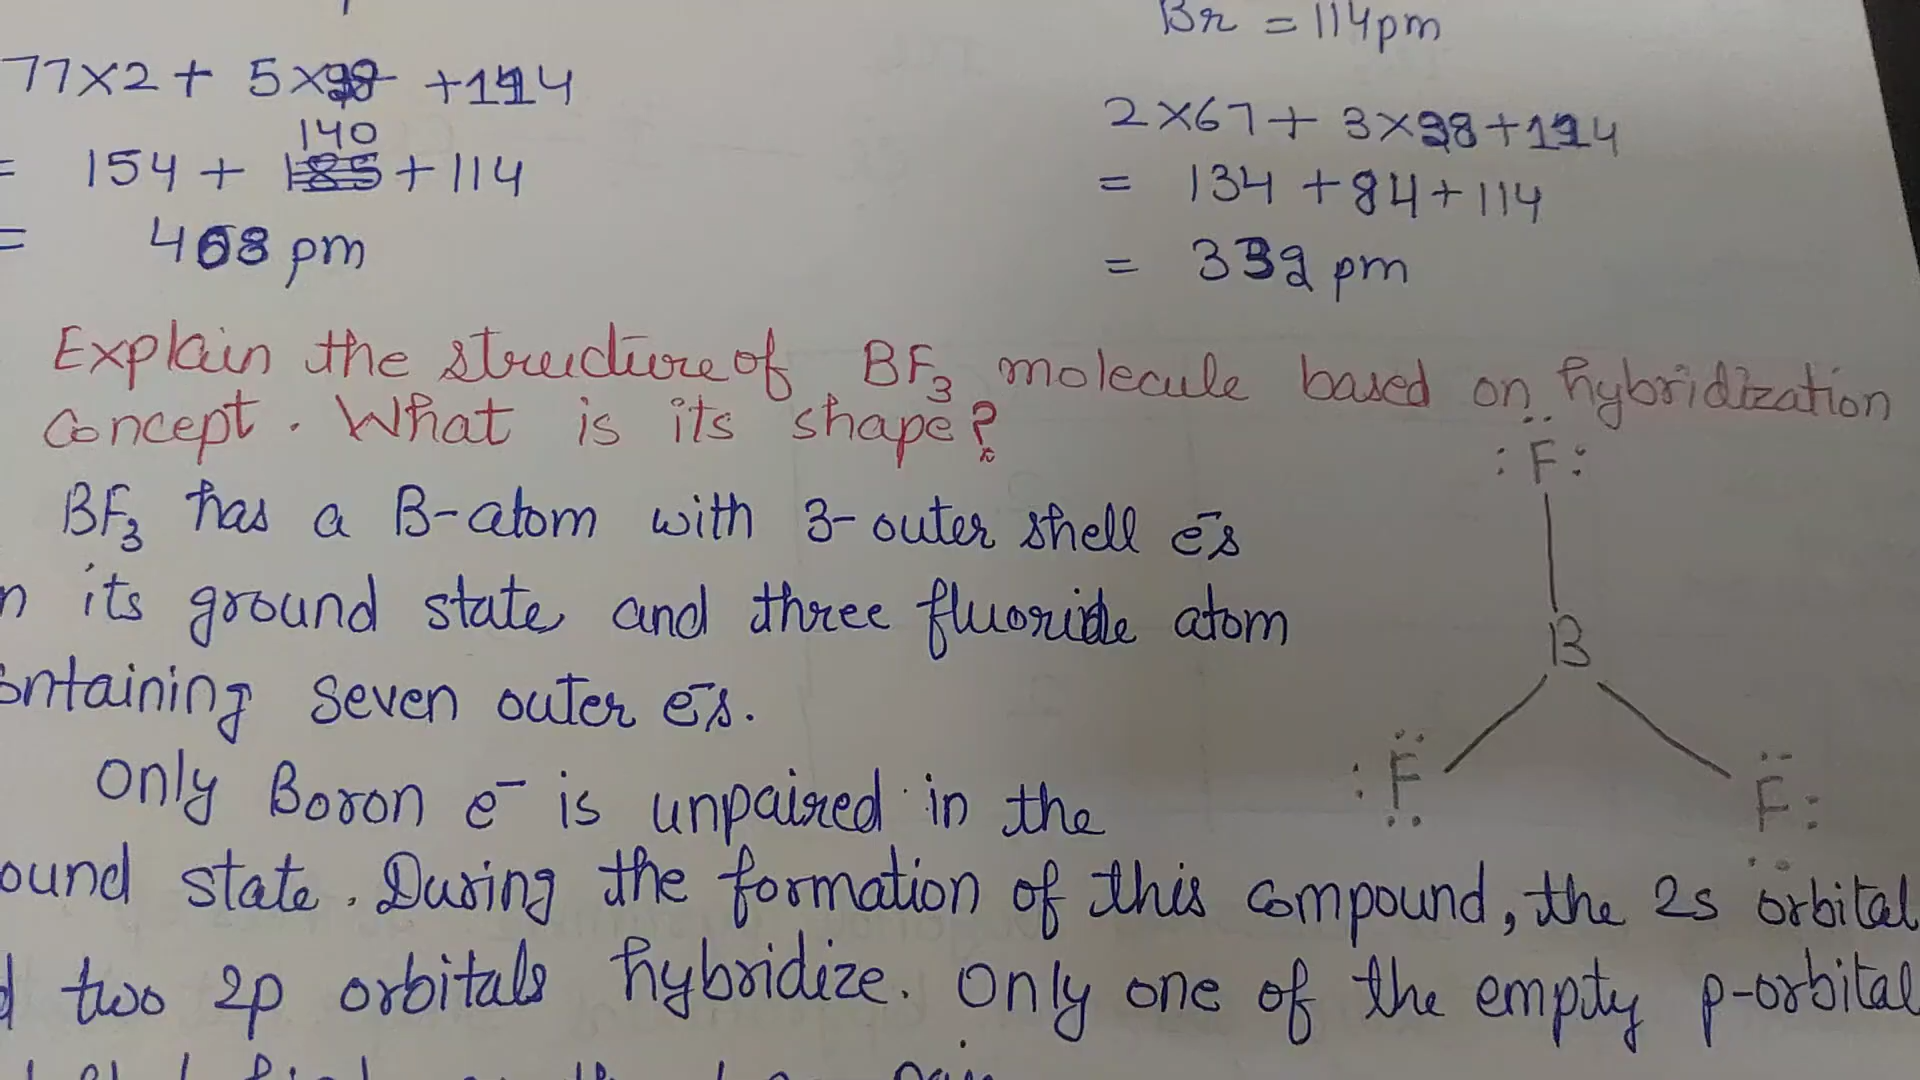 Br = 114pm
77×2 + 5× +114
140
= 154 + 185 + 114
= 468 pm
2×67 + 3×28+114
= 134 + 84 + 114
= 332 pm
Explain the structure of BF₃ molecule based on hybridization
concept. What is its shape?
:F:
B
:F
F:
BF₃ has a B-atom with 3-outer shell e⁻s
n its ground state and three fluoride atom
ontaining seven outer e⁻s.
Only Boron e⁻ is unpaired in the
ound state. During the formation of this compound, the 2s orbital
d two 2p orbitals hybridize. Only one of the empty p-orbital